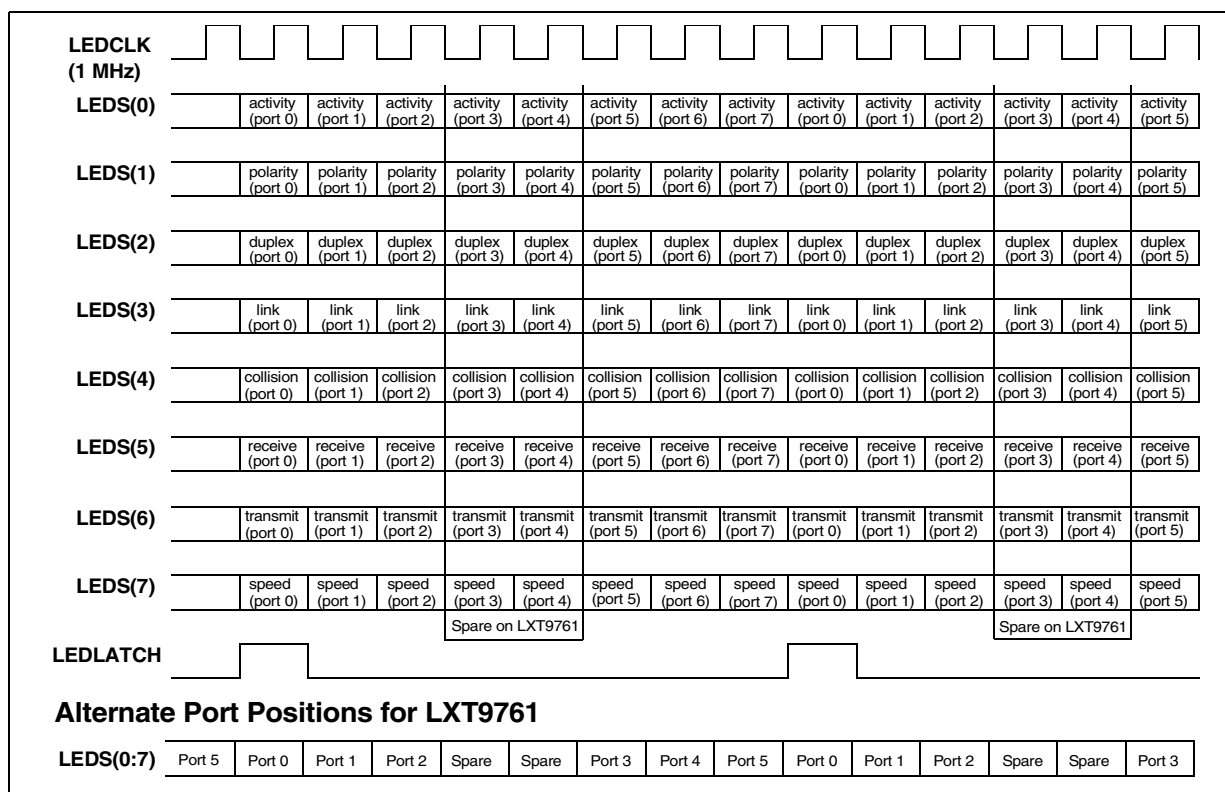 LEDCLK
(1 MHz)
LEDS(0) activity activity activity activity activity activity activity activity activity activity activity activity activity activity
(port 0) (port 1) (port 2) (port 3) (port 4) (port 5) (port 6) (port 7) (port 0) (port 1) (port 2) (port 3) (port 4) (port 5)
LEDS(1) polarity polarity polarity polarity polarity polarity polarity polarity polarity polarity polarity polarity polarity polarity
(port 0) (port 1) (port 2) (port 3) (port 4) (port 5) (port 6) (port 7) (port 0) (port 1) (port 2) (port 3) (port 4) (port 5)
LEDS(2) duplex duplex duplex duplex duplex duplex duplex duplex duplex duplex duplex duplex duplex duplex
(port 0) (port 1) (port 2) (port 3) (port 4) (port 5) (port 6) (port 7) (port 0) (port 1) (port 2) (port 3) (port 4) (port 5)
LEDS(3) link link link link link link link link link link link link link link
(port 0) (port 1) (port 2) (port 3) (port 4) (port 5) (port 6) (port 7) (port 0) (port 1) (port 2) (port 3) (port 4) (port 5)
LEDS(4) collision collision collision collision collision collision collision collision collision collision collision collision collision collision
(port 0) (port 1) (port 2) (port 3) (port 4) (port 5) (port 6) (port 7) (port 0) (port 1) (port 2) (port 3) (port 4) (port 5)
LEDS(5) receive receive receive receive receive receive receive receive receive receive receive receive receive receive
(port 0) (port 1) (port 2) (port 3) (port 4) (port 5) (port 6) (port 7) (port 0) (port 1) (port 2) (port 3) (port 4) (port 5)
LEDS(6) transmit transmit transmit transmit transmit transmit transmit transmit transmit transmit transmit transmit transmit transmit
(port 0) (port 1) (port 2) (port 3) (port 4) (port 5) (port 6) (port 7) (port 0) (port 1) (port 2) (port 3) (port 4) (port 5)
LEDS(7) speed speed speed speed speed speed speed speed speed speed speed speed speed speed
(port 0) (port 1) (port 2) (port 3) (port 4) (port 5) (port 6) (port 7) (port 0) (port 1) (port 2) (port 3) (port 4) (port 5)
Spare on LXT9761 Spare on LXT9761
LEDLATCH
Alternate Port Positions for LXT9761
LEDS(0:7) Port 5 Port 0 Port 1 Port 2 Spare Spare Port 3 Port 4 Port 5 Port 0 Port 1 Port 2 Spare Spare Port 3